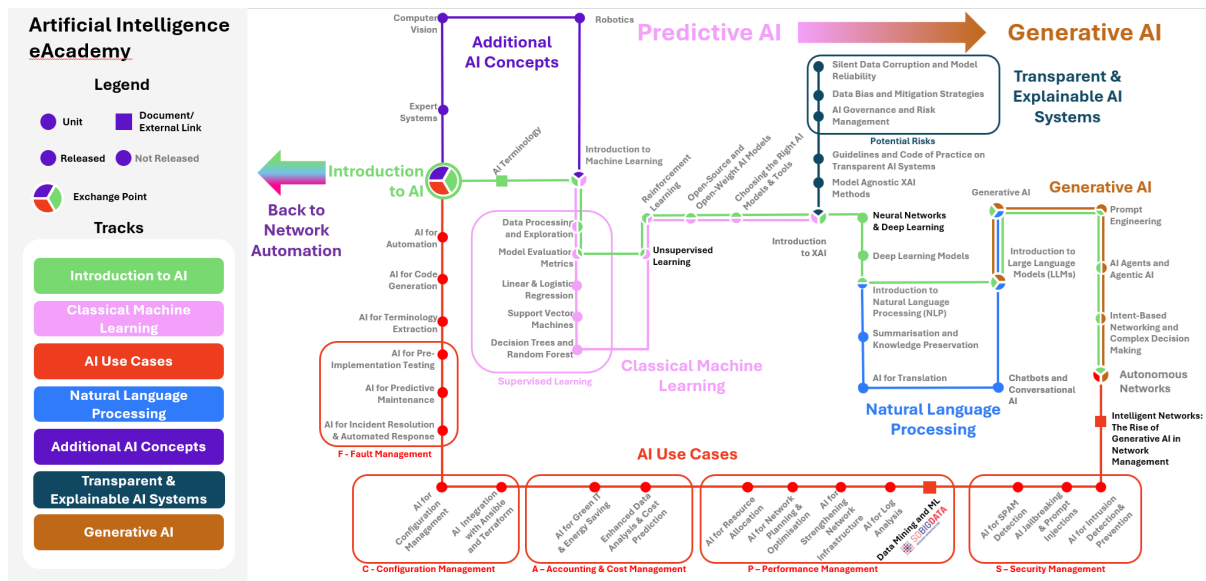 Artificial Intelligence
eAcademy
Legend
Unit
Document/
External Link
Released
Not Released
Exchange Point
Tracks
Introduction to AI
Classical Machine
Learning
AI Use Cases
Natural Language
Processing
Additional AI Concepts
Transparent &
Explainable AI Systems
Generative AI
Predictive AI
Generative AI
Computer
Vision
Robotics
Additional
AI Concepts
Expert
Systems
Back to
Network
Automation
Introduction
to AI
AI Terminology
Introduction to
Machine Learning
Silent Data Corruption and Model
Reliability
Data Bias and Mitigation Strategies
AI Governance and Risk
Management
Potential Risks
Transparent &
Explainable AI
Systems
Guidelines and Code of Practice on
Transparent AI Systems
Model Agnostic XAI
Methods
Reinforcement
Learning
Open-Source and
Open-Weight AI Models
Choosing the Right AI
Models & Tools
Introduction
to XAI
Data Processing
and Exploration
Model Evaluator
Metrics
Linear & Logistic
Regression
Support Vector
Machines
Decision Trees and
Random Forest
Supervised Learning
Unsupervised
Learning
Classical Machine
Learning
Neural Networks
& Deep Learning
Deep Learning Models
Introduction to
Natural Language
Processing (NLP)
Summarisation and
Knowledge Preservation
AI for Translation
Chatbots and
Conversational
AI
Natural Language
Processing
Generative AI
Generative AI
Introduction to
Large Language
Models (LLMs)
Prompt
Engineering
AI Agents and
Agentic AI
Intent-Based
Networking and
Complex Decision
Making
Autonomous
Networks
Intelligent Networks:
The Rise of
Generative AI in
Network
Management
AI for
Automation
AI for Code
Generation
AI for Terminology
Extraction
AI for Pre-
Implementation Testing
AI for Predictive
Maintenance
AI for Incident Resolution
& Automated Response
F - Fault Management
AI Use Cases
AI for
Configuration
Management
AI Integration
with Ansible
and Terraform
C - Configuration Management
AI for Green IT
& Energy Saving
Enhanced Data
Analysis & Cost
Prediction
A – Accounting & Cost Management
AI for Resource
Allocation
AI for Network
Planning &
Optimisation
AI for
Strengthening
Network
Infrastructure
AI for Log
Analysis
Data Mining and ML
SOBIGDATA
P – Performance Management
AI for SPAM
Detection
AI Jailbreaking
& Prompt
Injections
AI for Intrusion
Detection&
Prevention
S - Security Management